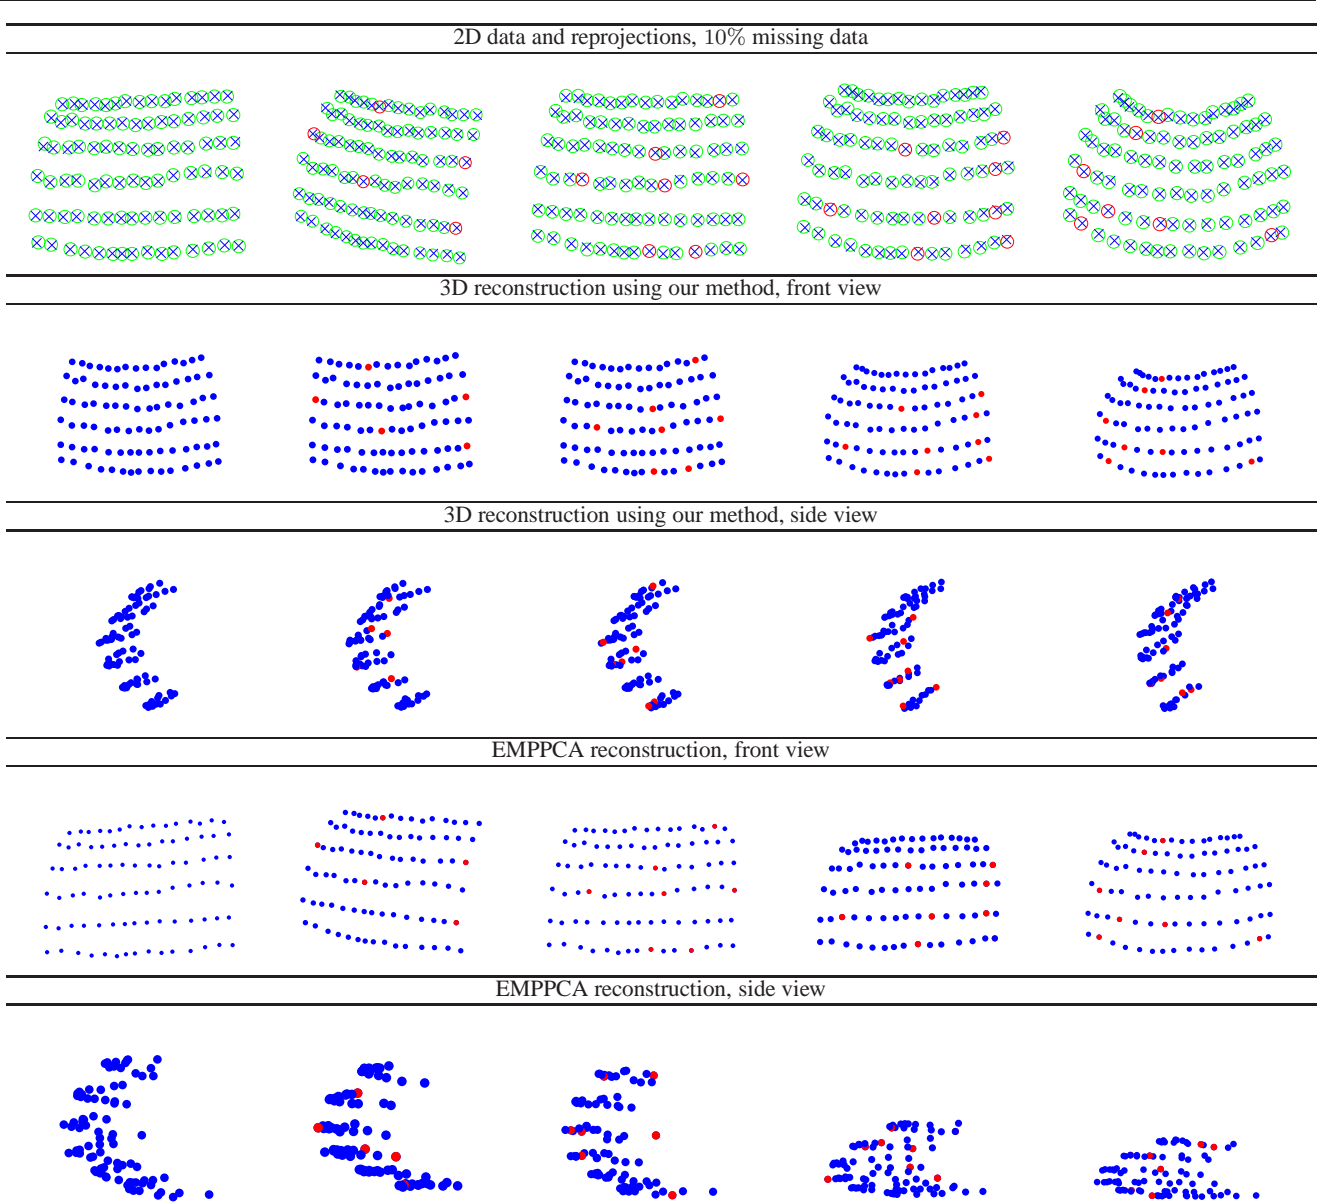 2D data and reprojections, 10% missing data
3D reconstruction using our method, front view
3D reconstruction using our method, side view
EMPPCA reconstruction, front view
EMPPCA reconstruction, side view